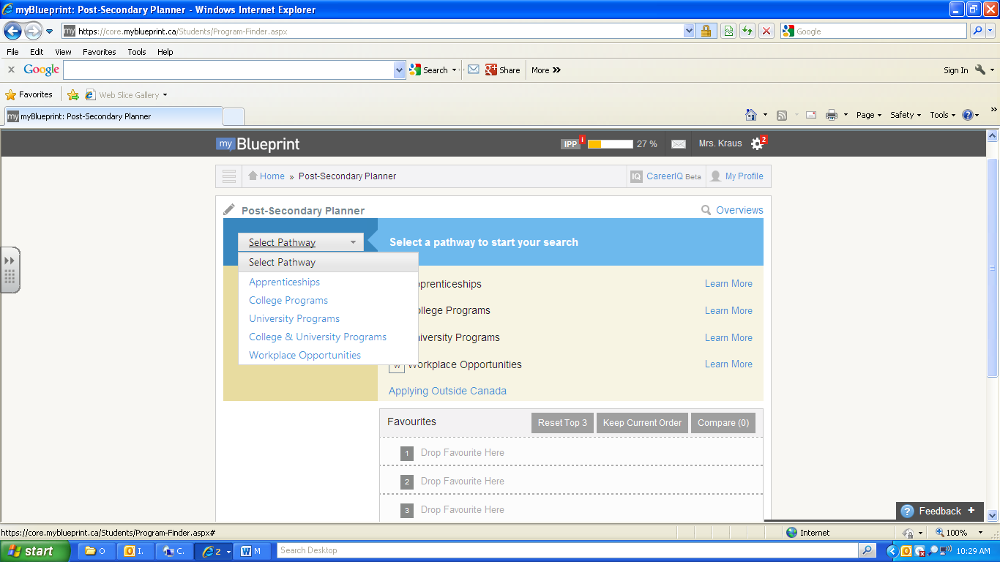 myBlueprint: Post-Secondary Planner - Windows Internet Explorer
my https://core.myblueprint.ca/Students/Program-Finder.aspx Google
File Edit View Favorites Tools Help
x Google Search Share More >> Sign In
Favorites Web Slice Gallery
my myBlueprint: Post-Secondary Planner Page Safety Tools >>
my Blueprint IPP i 27 % Mrs. Kraus 2
Home » Post-Secondary Planner IQ CareerIQ Beta My Profile
Post-Secondary Planner Overviews
Select Pathway Select a pathway to start your search
Select Pathway
Apprenticeships
College Programs
University Programs
College & University Programs
Workplace Opportunities
prenticeships Learn More
ollege Programs Learn More
iversity Programs Learn More
W Workplace Opportunities Learn More
Applying Outside Canada
Favourites Reset Top 3 Keep Current Order Compare (0)
1 Drop Favourite Here
2 Drop Favourite Here
3 Drop Favourite Here
? Feedback +
https://core.myblueprint.ca/Students/Program-Finder.aspx# Internet 100%
start O I. C. 2 M Search Desktop 10:29 AM